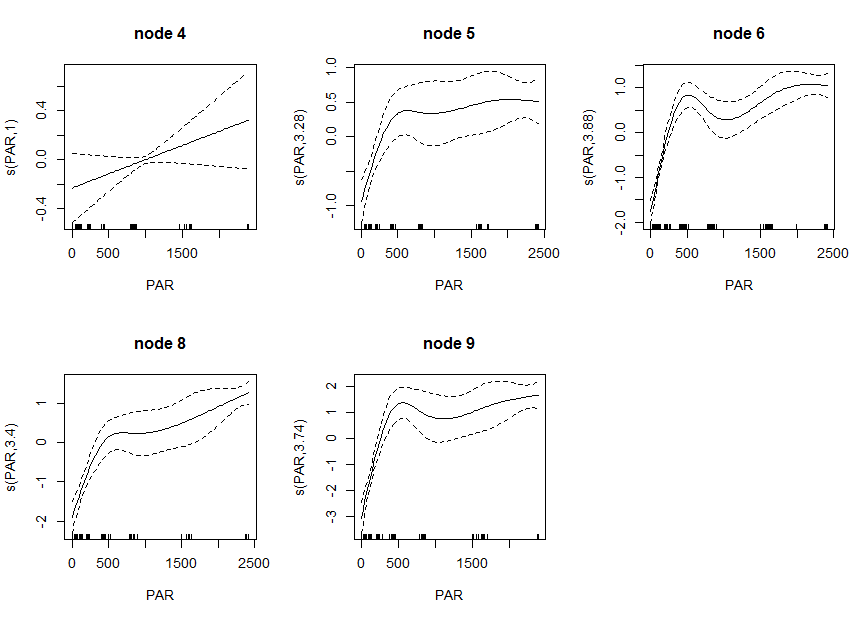 node 4
s(PAR,1)
0.4
0.0
-0.4
0
500
1500
PAR
node 5
s(PAR,3.28)
1.0
0.5
0.0
-1.0
0
500
1500
2500
PAR
node 6
s(PAR,3.88)
1.0
0.0
-1.0
-2.0
0
500
1500
2500
PAR
node 8
s(PAR,3.4)
1
0
-1
-2
0
500
1500
2500
PAR
node 9
s(PAR,3.74)
2
1
0
-1
-2
-3
0
500
1500
PAR